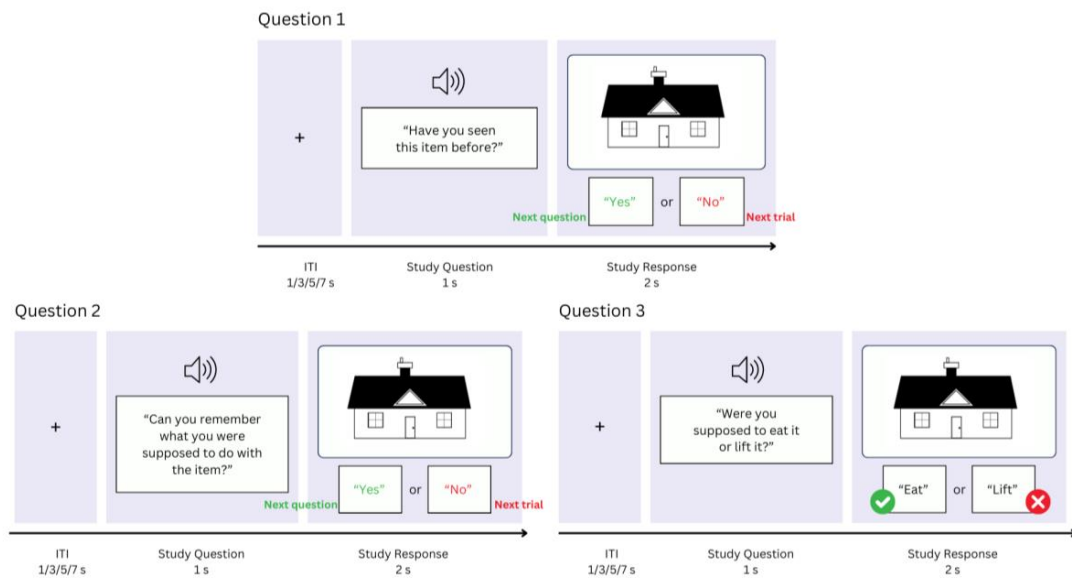 Question 1
+
“Have you seen
this item before?”
“Yes”
or
“No”
Next question
Next trial
ITI
1/3/5/7 s
Study Question
1 s
Study Response
2 s
Question 2
+
“Can you remember
what you were
supposed to do with
the item?”
“Yes”
or
“No”
Next question
Next trial
ITI
1/3/5/7 s
Study Question
1 s
Study Response
2 s
Question 3
+
“Were you
supposed to eat it
or lift it?”
“Eat”
or
“Lift”
ITI
1/3/5/7 s
Study Question
1 s
Study Response
2 s